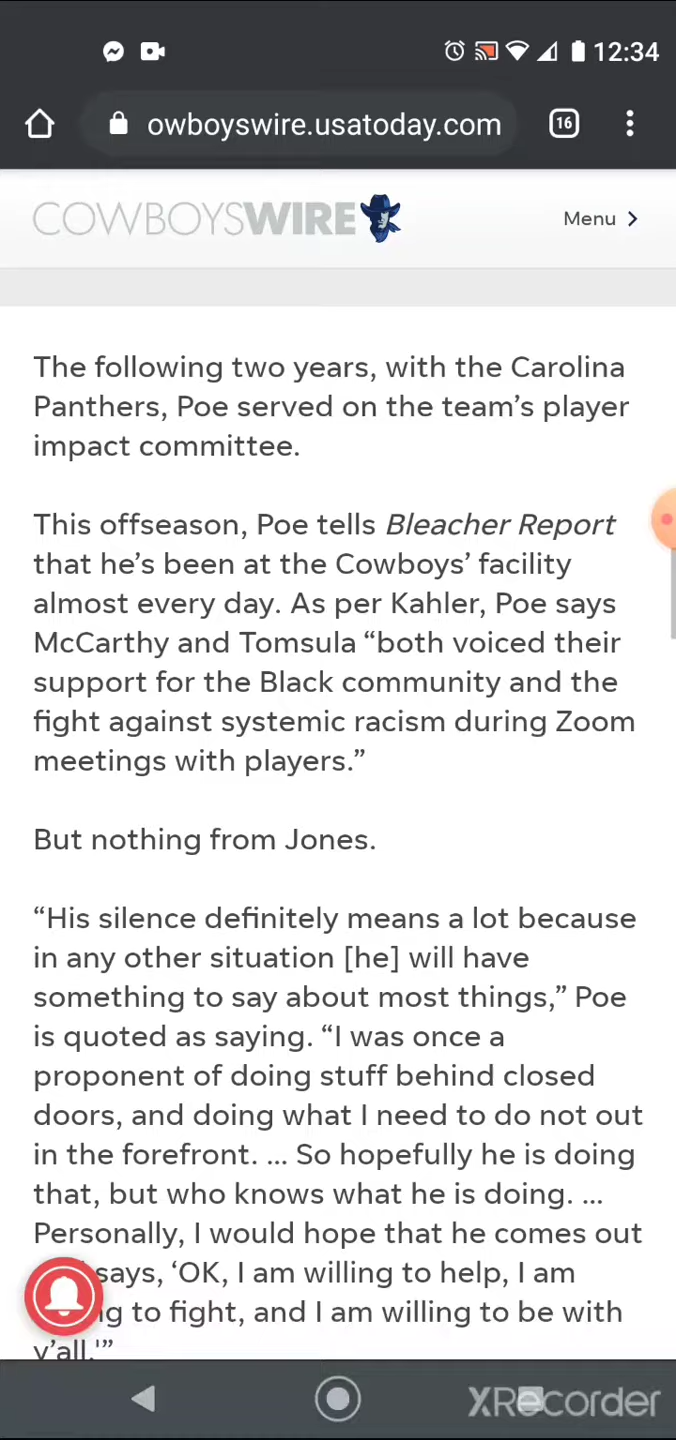 12:34
owboyswire.usatoday.com
16
COWBOYSWIRE
Menu
The following two years, with the Carolina
Panthers, Poe served on the team’s player
impact committee.
This offseason, Poe tells Bleacher Report
that he’s been at the Cowboys’ facility
almost every day. As per Kahler, Poe says
McCarthy and Tomsula “both voiced their
support for the Black community and the
fight against systemic racism during Zoom
meetings with players.”
But nothing from Jones.
“His silence definitely means a lot because
in any other situation [he] will have
something to say about most things,” Poe
is quoted as saying. “I was once a
proponent of doing stuff behind closed
doors, and doing what I need to do not out
in the forefront. … So hopefully he is doing
that, but who knows what he is doing. …
Personally, I would hope that he comes out
says, ‘OK, I am willing to help, I am
to fight, and I am willing to be with
y’all.'”
XRecorder